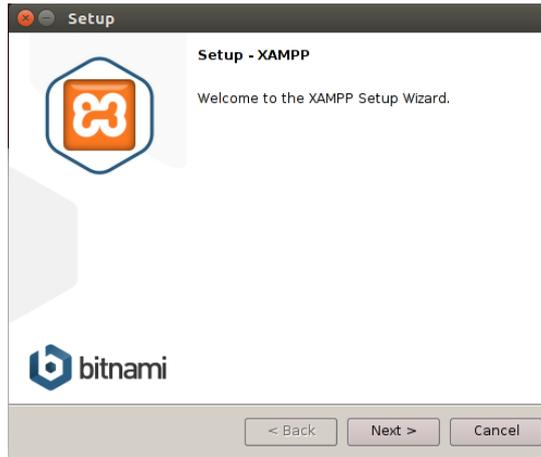 Setup
Setup - XAMPP
Welcome to the XAMPP Setup Wizard.
bitnami
< Back
Next >
Cancel